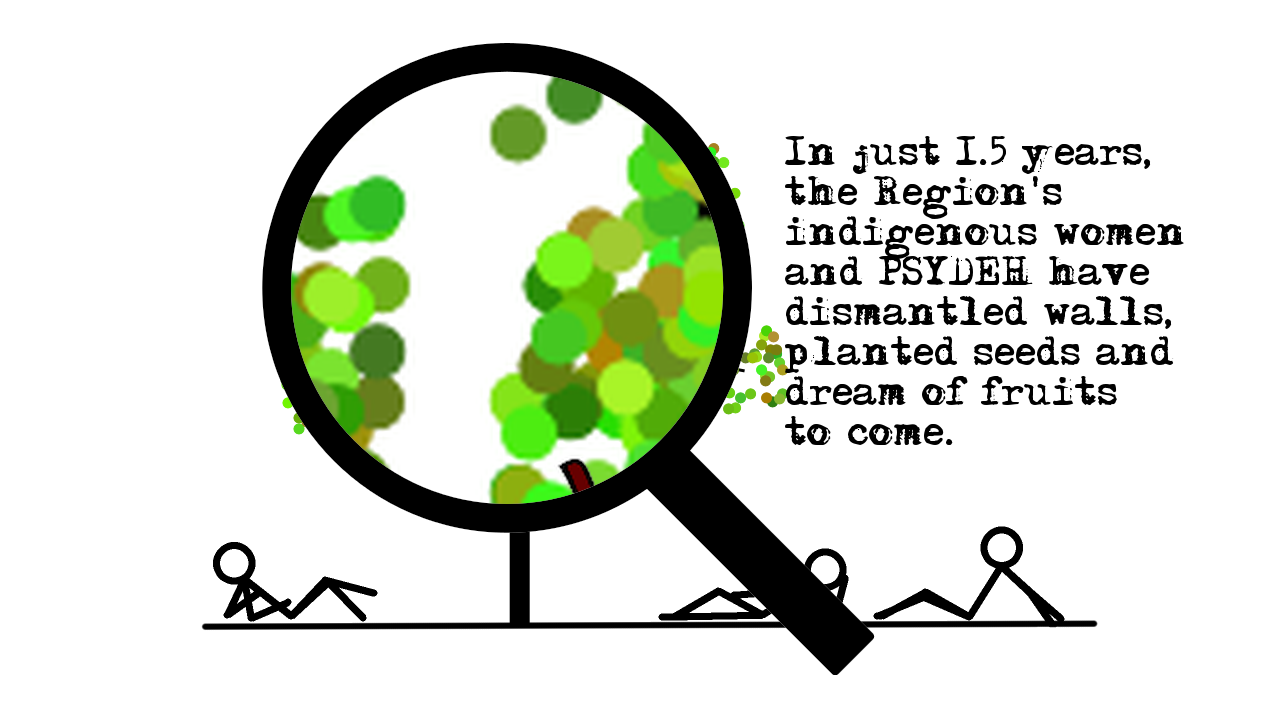 In just 1.5 years,
the Region's
indigenous women
and PSYDEH have
dismantled walls,
planted seeds and
dream of fruits
to come.